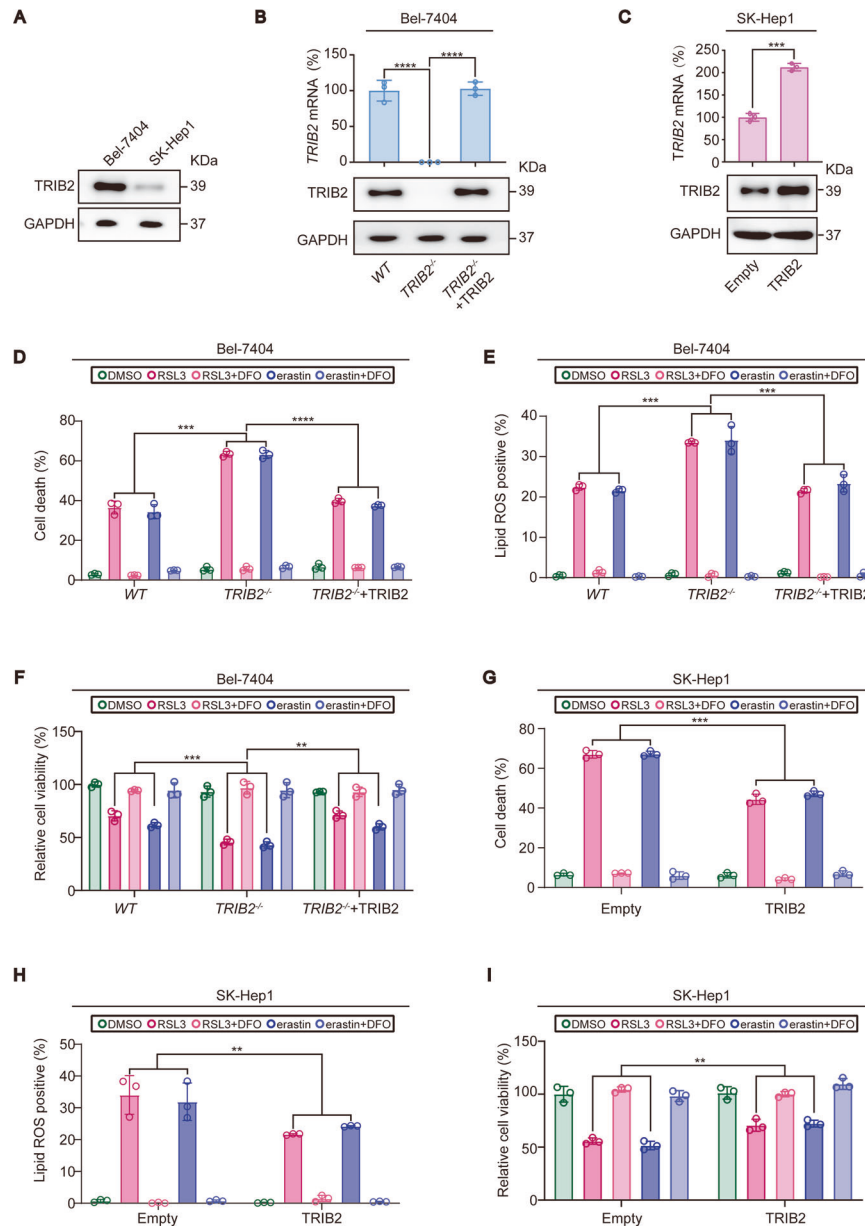 A
Bel-7404
SK-Hep1
KDa
TRIB2
39
GAPDH
37
B
Bel-7404
TRIB2 mRNA (%)
150
100
50
0
****
****
KDa
TRIB2
39
GAPDH
37
WT
TRIB2-/-
TRIB2-/-
+TRIB2
C
SK-Hep1
TRIB2 mRNA (%)
250
200
150
100
50
0
***
KDa
TRIB2
39
GAPDH
37
Empty
TRIB2
D
Bel-7404
DMSO RSL3 RSL3+DFO erastin erastin+DFO
Cell death (%)
80
60
40
20
0
***
****
WT
TRIB2-/-
TRIB2-/-+TRIB2
E
Bel-7404
DMSO RSL3 RSL3+DFO erastin erastin+DFO
Lipid ROS positive (%)
40
30
20
10
0
***
***
WT
TRIB2-/-
TRIB2-/-+TRIB2
F
Bel-7404
DMSO RSL3 RSL3+DFO erastin erastin+DFO
Relative cell viability (%)
150
100
50
0
***
**
WT
TRIB2-/-
TRIB2-/-+TRIB2
G
SK-Hep1
DMSO RSL3 RSL3+DFO erastin erastin+DFO
Cell death (%)
80
60
40
20
0
***
Empty
TRIB2
H
SK-Hep1
DMSO RSL3 RSL3+DFO erastin erastin+DFO
Lipid ROS positive (%)
50
40
30
20
10
0
**
Empty
TRIB2
I
SK-Hep1
DMSO RSL3 RSL3+DFO erastin erastin+DFO
Relative cell viability (%)
150
100
50
0
**
Empty
TRIB2